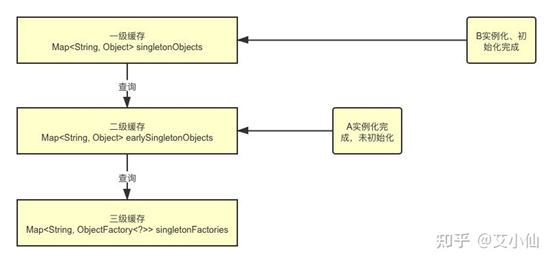 一级缓存
Map<String, Object> singletonObjects
B实例化、初
始化完成
查询
二级缓存
Map<String, Object> earlySingletonObjects
A实例化完
成，未初始化
查询
三级缓存
Map<String, ObjectFactory<?>> singletonFactories
知乎 @艾小仙